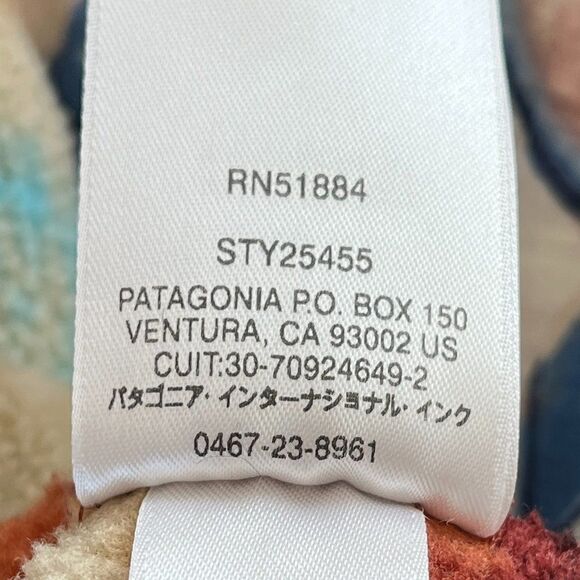 RN51884
STY25455
PATAGONIA P.O. BOX 150
VENTURA, CA 93002 US
CUIT:30-70924649-2
パタゴニア・インターナショナル・インク
0467-23-8961